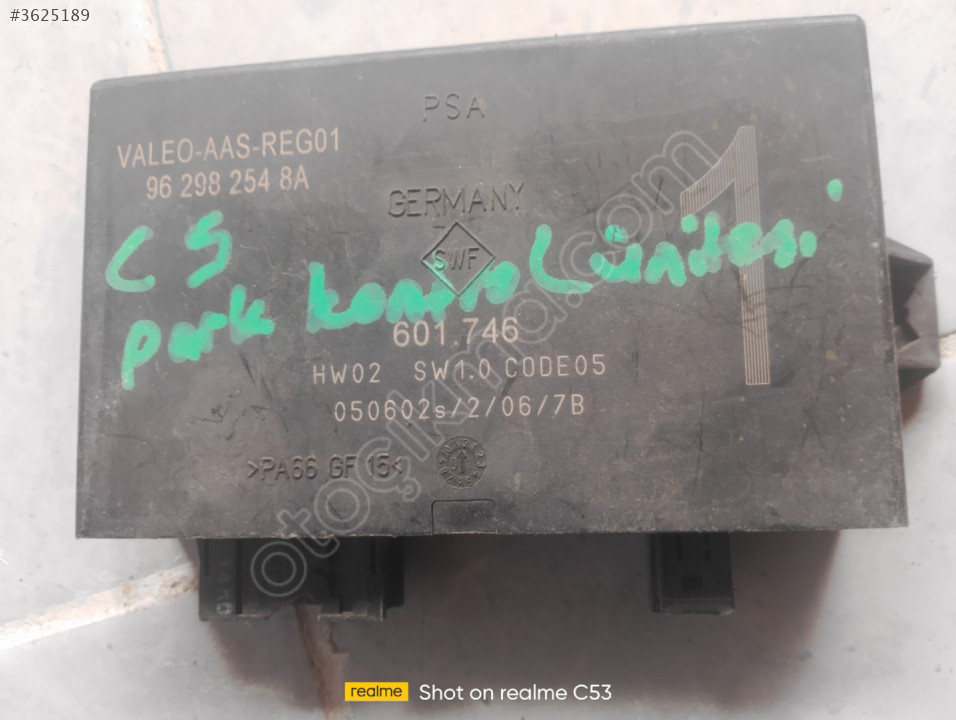 #3625189
PSA
VALEO-AAS-REG01
96 298 254 8A
GERMANY
1
SWF
C5
park kontrol ünitesi
601.746
HW02 SW1.0 CODE05
050602s/2/06/7B
>PA66 GF 15<
otoçıkma.com
realme Shot on realme C53